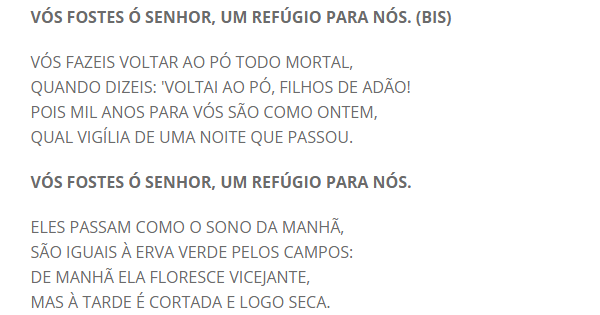 VÓS FOSTES Ó SENHOR, UM REFÚGIO PARA NÓS. (BIS)
VÓS FAZEIS VOLTAR AO PÓ TODO MORTAL,
QUANDO DIZEIS: 'VOLTAI AO PÓ, FILHOS DE ADÃO!
POIS MIL ANOS PARA VÓS SÃO COMO ONTEM,
QUAL VIGÍLIA DE UMA NOITE QUE PASSOU.
VÓS FOSTES Ó SENHOR, UM REFÚGIO PARA NÓS.
ELES PASSAM COMO O SONO DA MANHÃ,
SÃO IGUAIS À ERVA VERDE PELOS CAMPOS:
DE MANHÃ ELA FLORESCE VICEJANTE,
MAS À TARDE É CORTADA E LOGO SECA.